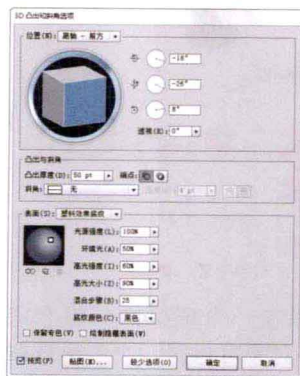 3D 凸出和斜角选项
位置(N): 离轴 - 前方
-18°
-26°
8°
透视(R): 0°
凸出与斜角
凸出厚度(D): 50 pt 端点:
斜角: 无 4 pt
表面(S): 塑料效果底纹
光源强度(L): 100%
环境光(A): 50%
高光强度(I): 60%
高光大小(Z): 90%
混合步骤(B): 25
底纹颜色(C): 黑色
保留专色(V) 绘制隐藏表面(W)
预览(P) 贴图(M)... 较少选项(O) 确定 取消